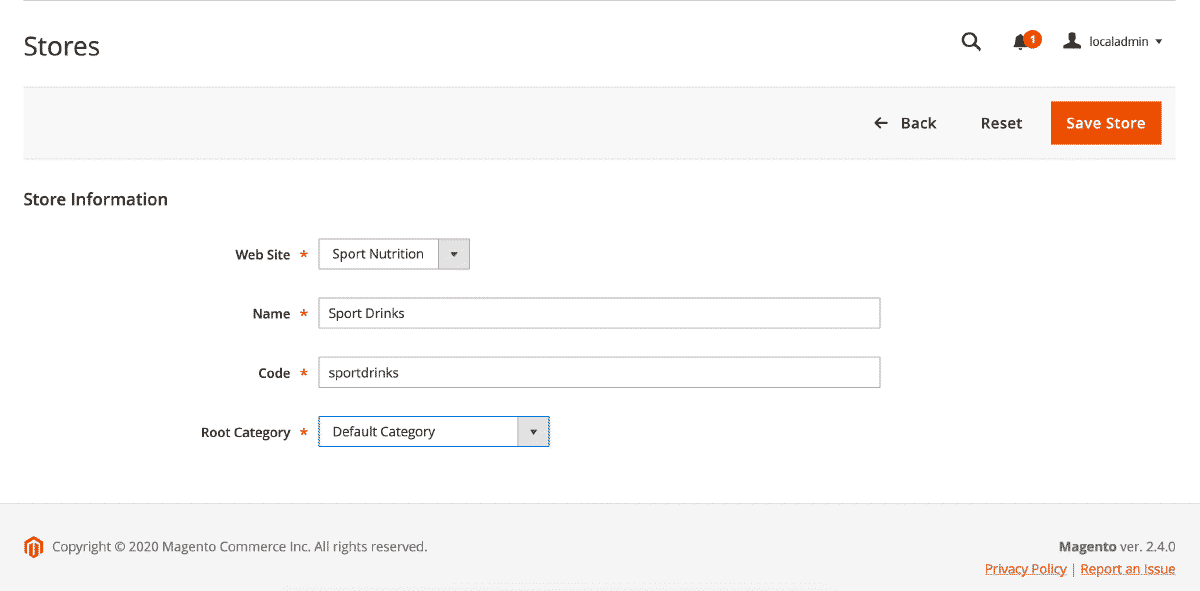 Stores
1
localadmin
Back
Reset
Save Store
Store Information
Web Site *
Sport Nutrition
Name *
Sport Drinks
Code *
sportdrinks
Root Category *
Default Category
Copyright © 2020 Magento Commerce Inc. All rights reserved.
Magento ver. 2.4.0
Privacy Policy | Report an Issue